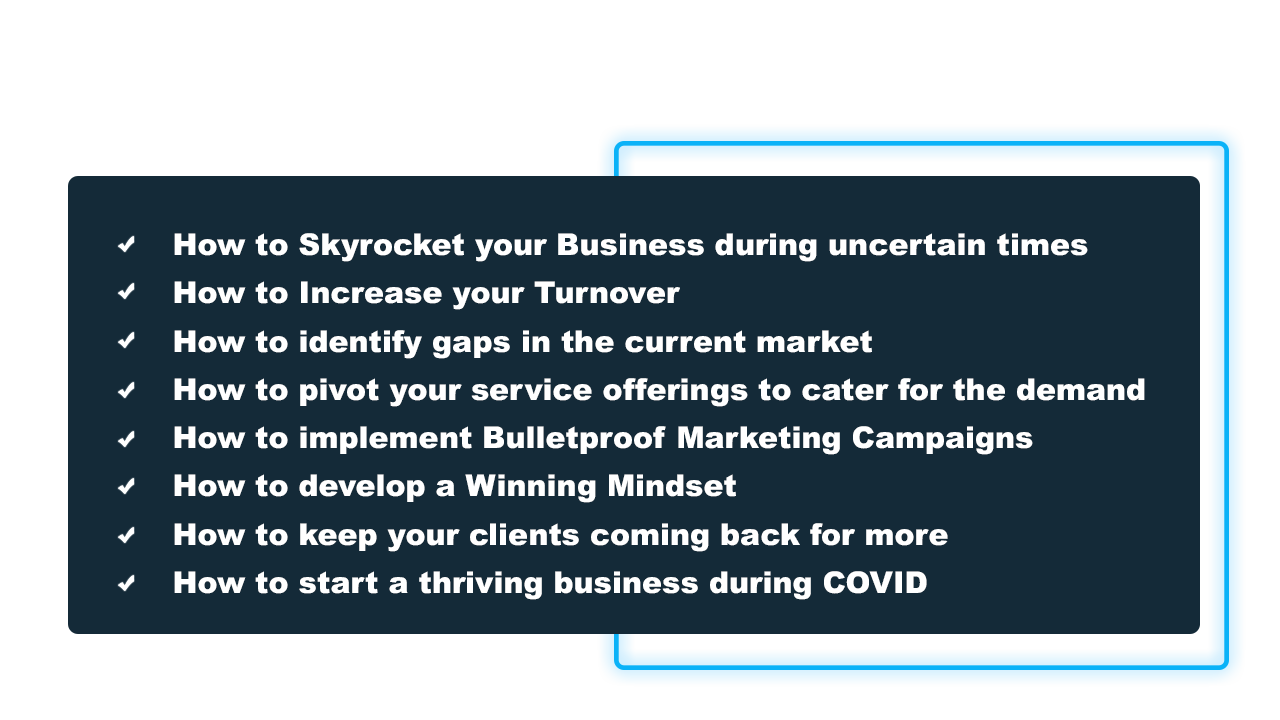 How to Skyrocket your Business during uncertain times
How to Increase your Turnover
How to identify gaps in the current market
How to pivot your service offerings to cater for the demand
How to implement Bulletproof Marketing Campaigns
How to develop a Winning Mindset
How to keep your clients coming back for more
How to start a thriving business during COVID